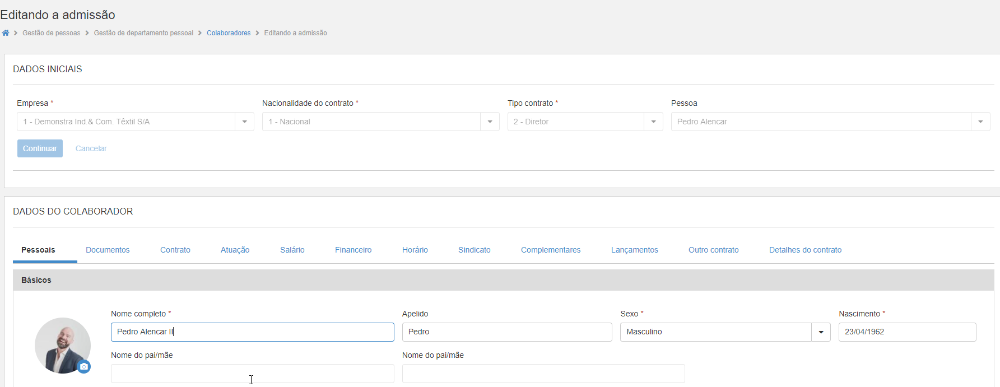 Editando a admissão
Gestão de pessoas > Gestão de departamento pessoal > Colaboradores > Editando a admissão
DADOS INICIAIS
Empresa * Nacionalidade do contrato * Tipo contrato * Pessoa
1 - Demonstra Ind.& Com. Têxtil S/A 1 - Nacional 2 - Diretor Pedro Alencar
Continuar Cancelar
DADOS DO COLABORADOR
Pessoais Documentos Contrato Atuação Salário Financeiro Horário Sindicato Complementares Lançamentos Outro contrato Detalhes do contrato
Básicos
Nome completo * Apelido Sexo * Nascimento *
Pedro Alencar II Pedro Masculino 23/04/1962
Nome do pai/mãe Nome do pai/mãe